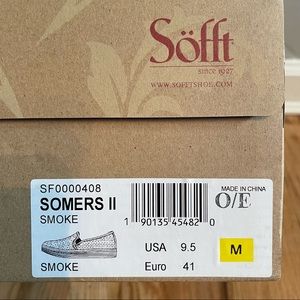 Söfft
since 1927
WWW.SOFFTSHOE.COM
SF0000408
SOMERS II
SMOKE
1 90135 45482 0
MADE IN CHINA
O/E
SMOKE
USA 9.5
Euro 41
M